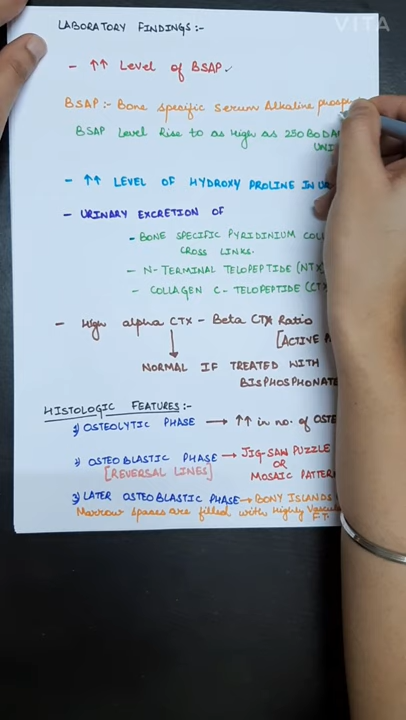 VITA
LABORATORY FINDINGS:-
- ↑↑ Level of BSAP.
BSAP:- Bone Specific Serum Alkaline
BSAP Level Rise to as High as 250
- ↑↑ LEVEL OF HYDROXY PROLINE IN
- URINARY EXCRETION OF
- BONE SPECIFIC PYRIDINIUM
CROSS LINKS.
- N-TERMINAL TELOPEPTIDE (NTX
- COLLAGEN C-TELOPEPTIDE
- High alpha CTX - Beta CTX Ratio
[ACTIVE
NORMAL IF TREATED WITH
HISTOLOGIC FEATURES:-
1) OSTEOLYTIC PHASE → ↑↑ in no. of
2) OSTEOBLASTIC PHASE → JIG-SAW PUZZLE
[REVERSAL LINES] OR
MOSAIC
3) LATER OSTEOBLASTIC PHASE → BONY ISLANDS
Marrow spaces are filled with Highly
F.T.